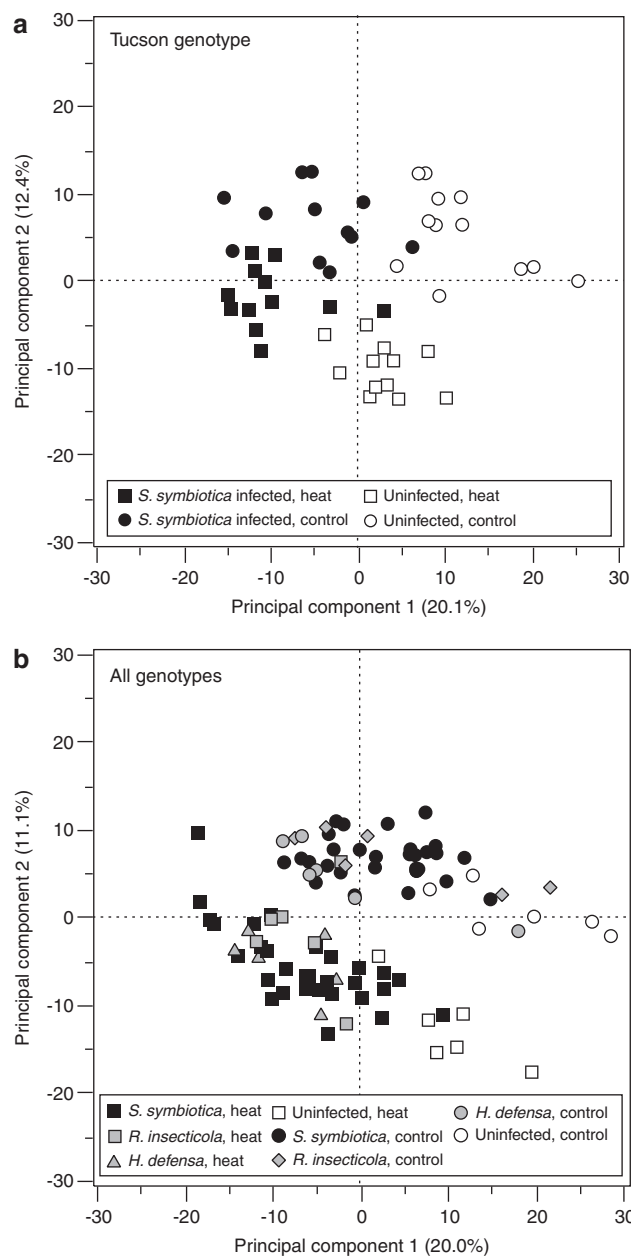 a
Tucson genotype
30
20
10
0
-10
-20
-30
Principal component 2 (12.4%)
S. symbiotica infected, heat
Uninfected, heat
S. symbiotica infected, control
Uninfected, control
-30 -20 -10 0 10 20 30
Principal component 1 (20.1%)
b
All genotypes
30
20
10
0
-10
-20
-30
Principal component 2 (11.1%)
S. symbiotica, heat
Uninfected, heat
H. defensa, control
R. insecticola, heat
S. symbiotica, control
Uninfected, control
H. defensa, heat
R. insecticola, control
-30 -20 -10 0 10 20 30
Principal component 1 (20.0%)